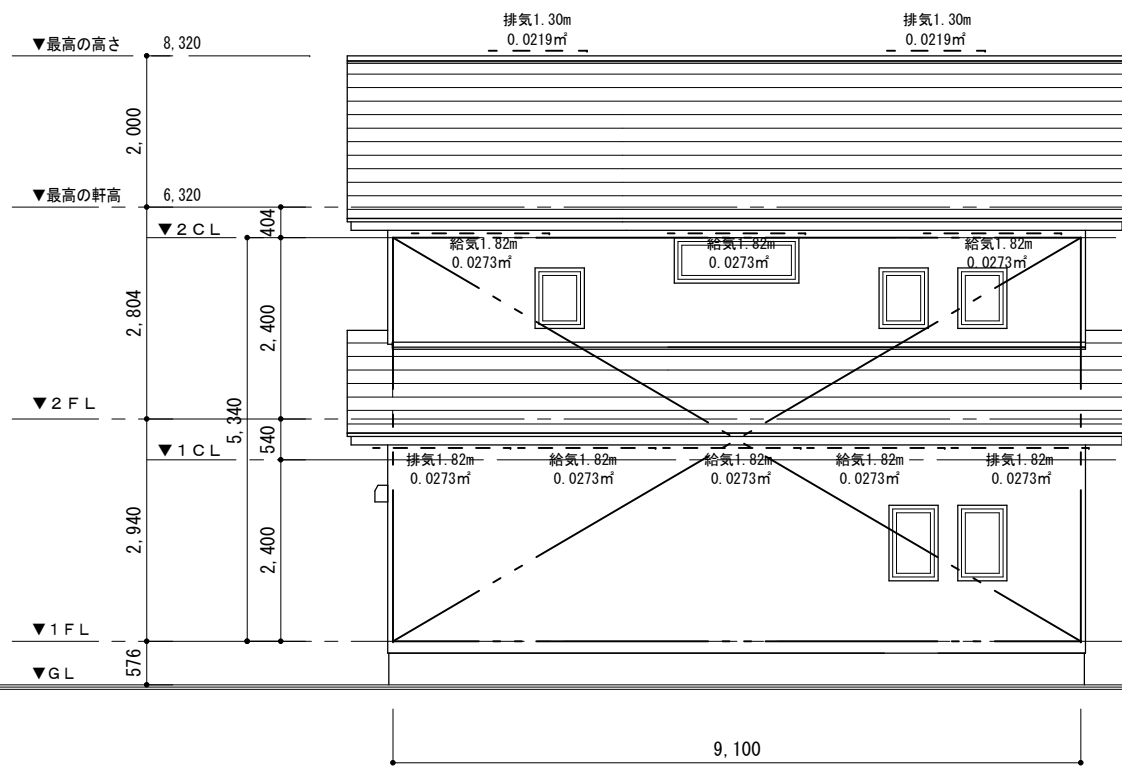 排気1.30m
0.0219㎡
排気1.30m
0.0219㎡
▼最高の高さ 8,320
2,000
▼最高の軒高 6,320
404
▼2CL
給気1.82m
0.0273㎡
給気1.82m
0.0273㎡
給気1.82m
0.0273㎡
2,804
2,400
▼2FL
5,340
540
▼1CL
排気1.82m
0.0273㎡
給気1.82m
0.0273㎡
給気1.82m
0.0273㎡
給気1.82m
0.0273㎡
排気1.82m
0.0273㎡
2,940
2,400
▼1FL
576
▼GL
9,100